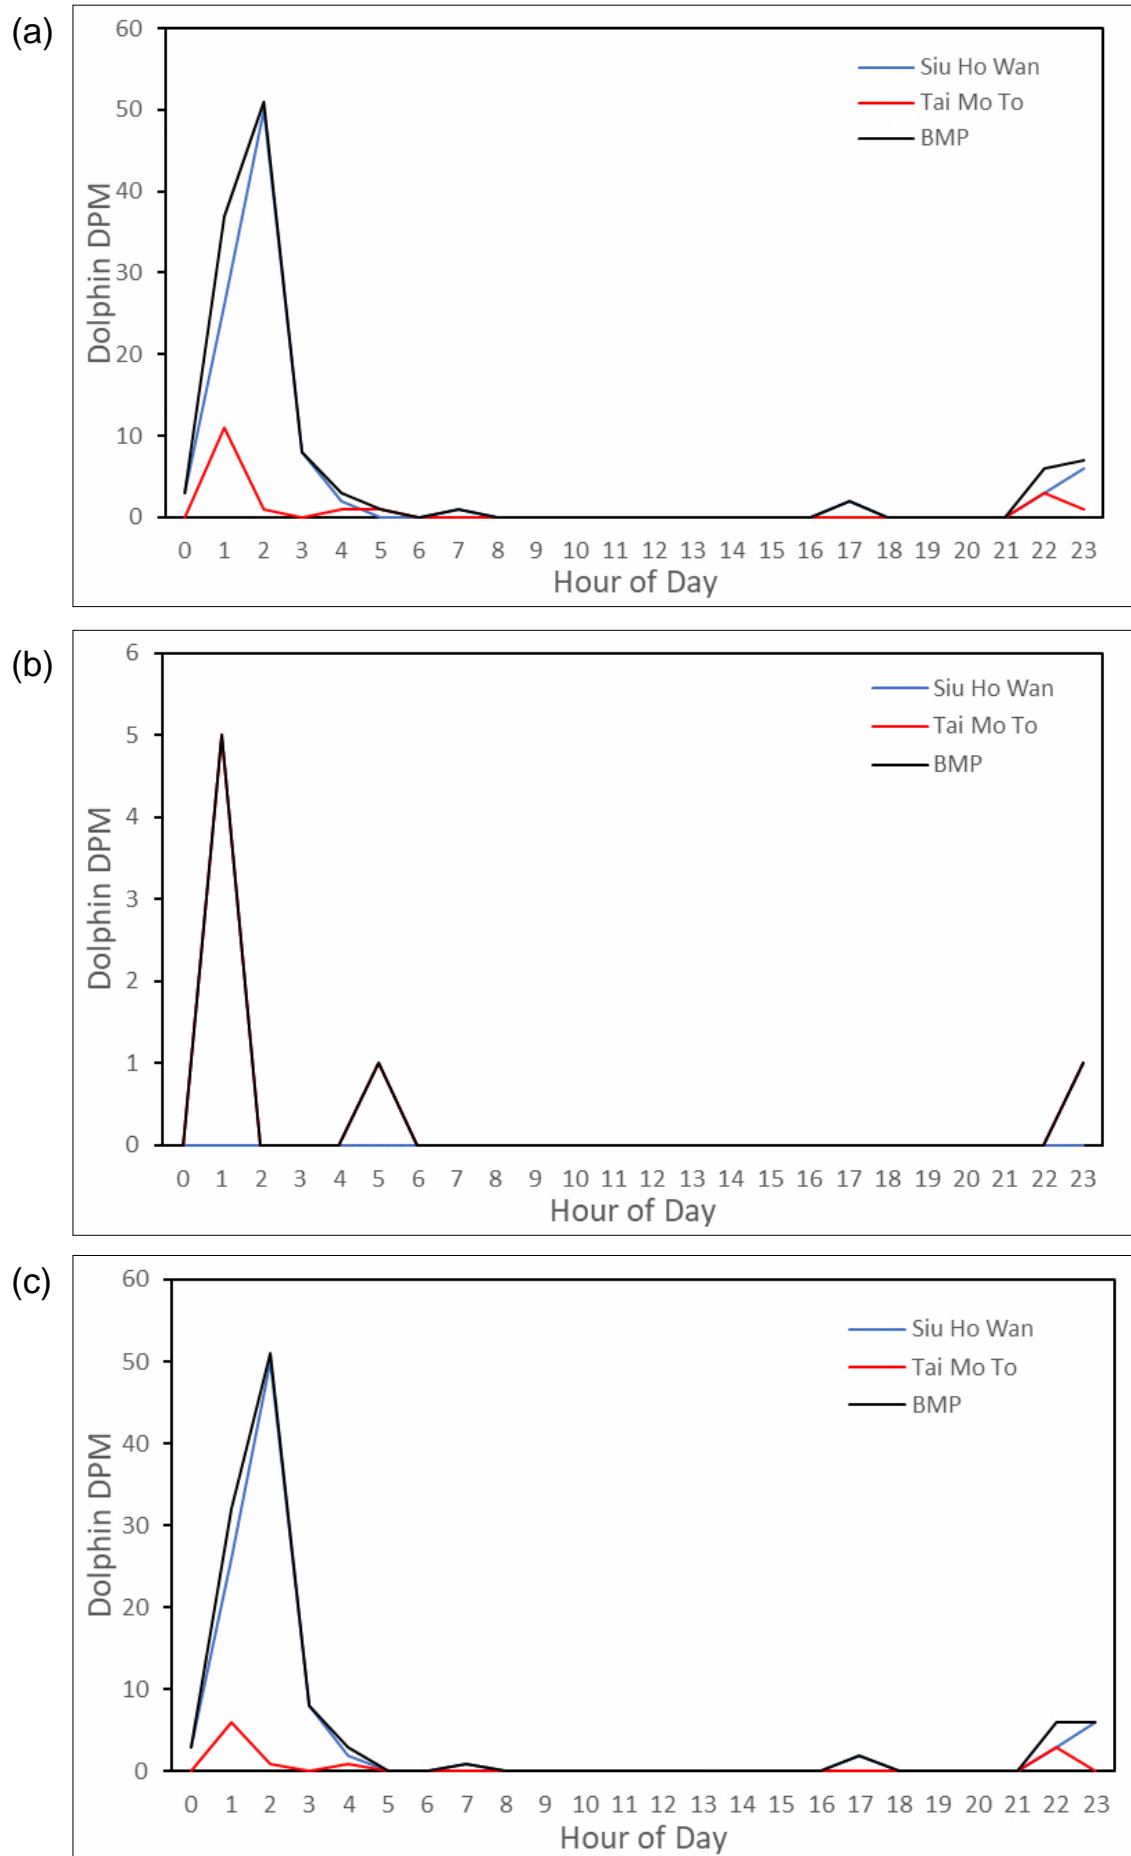 (a)
60
50
40
30
20
10
0
Dolphin DPM
Siu Ho Wan
Tai Mo To
BMP
0 1 2 3 4 5 6 7 8 9 10 11 12 13 14 15 16 17 18 19 20 21 22 23
Hour of Day
(b)
6
5
4
3
2
1
0
Dolphin DPM
Siu Ho Wan
Tai Mo To
BMP
0 1 2 3 4 5 6 7 8 9 10 11 12 13 14 15 16 17 18 19 20 21 22 23
Hour of Day
(c)
60
50
40
30
20
10
0
Dolphin DPM
Siu Ho Wan
Tai Mo To
BMP
0 1 2 3 4 5 6 7 8 9 10 11 12 13 14 15 16 17 18 19 20 21 22 23
Hour of Day